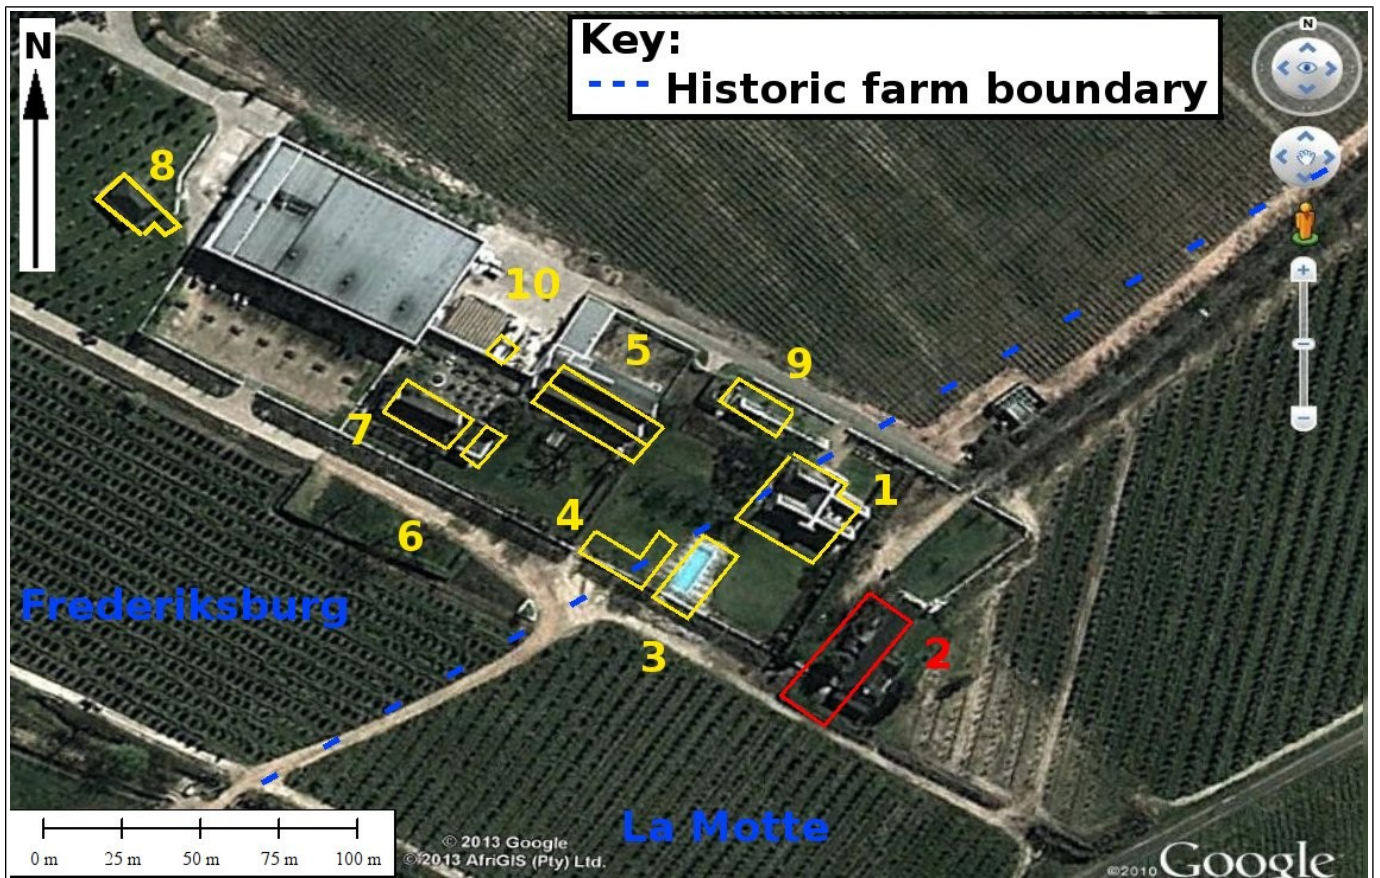 N
Key:
Historic farm boundary
N
8
10
5
9
7
1
4
6
Frederiksburg
3
2
La Motte
0 m 25 m 50 m 75 m 100 m
© 2013 Google
©2013 AfriGIS (Pty) Ltd.
©2010 Google